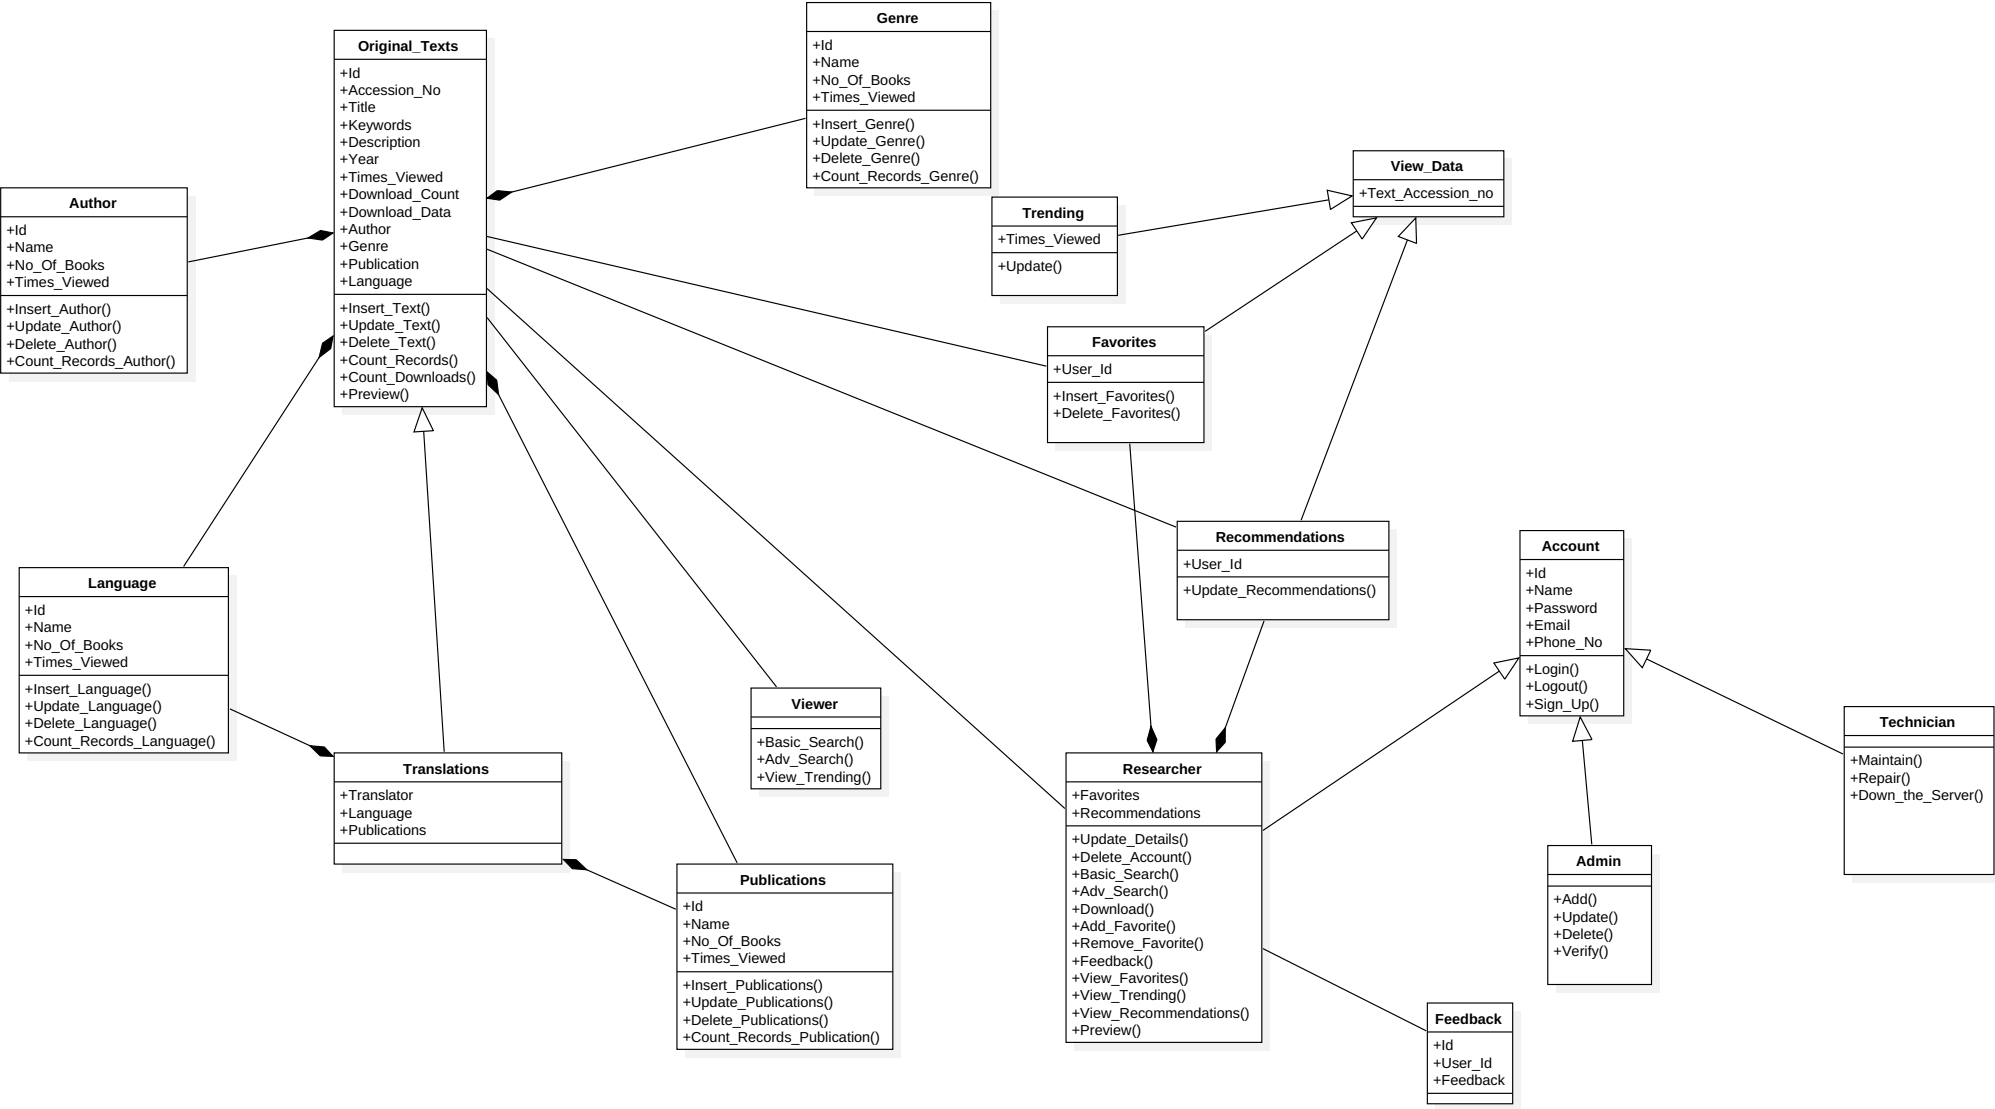 Original_Texts
+Id
+Accession_No
+Title
+Keywords
+Description
+Year
+Times_Viewed
+Download_Count
+Download_Data
+Author
+Genre
+Publication
+Language
+Insert_Text()
+Update_Text()
+Delete_Text()
+Count_Records()
+Count_Downloads()
+Preview()
Genre
+Id
+Name
+No_Of_Books
+Times_Viewed
+Insert_Genre()
+Update_Genre()
+Delete_Genre()
+Count_Records_Genre()
View_Data
+Text_Accession_no
Author
+Id
+Name
+No_Of_Books
+Times_Viewed
+Insert_Author()
+Update_Author()
+Delete_Author()
+Count_Records_Author()
Trending
+Times_Viewed
+Update()
Favorites
+User_Id
+Insert_Favorites()
+Delete_Favorites()
Recommendations
+User_Id
+Update_Recommendations()
Account
+Id
+Name
+Password
+Email
+Phone_No
+Login()
+Logout()
+Sign_Up()
Language
+Id
+Name
+No_Of_Books
+Times_Viewed
+Insert_Language()
+Update_Language()
+Delete_Language()
+Count_Records_Language()
Viewer
+Basic_Search()
+Adv_Search()
+View_Trending()
Technician
+Maintain()
+Repair()
+Down_the_Server()
Translations
+Translator
+Language
+Publications
Researcher
+Favorites
+Recommendations
+Update_Details()
+Delete_Account()
+Basic_Search()
+Adv_Search()
+Download()
+Add_Favorite()
+Remove_Favorite()
+Feedback()
+View_Favorites()
+View_Trending()
+View_Recommendations()
+Preview()
Admin
+Add()
+Update()
+Delete()
+Verify()
Publications
+Id
+Name
+No_Of_Books
+Times_Viewed
+Insert_Publications()
+Update_Publications()
+Delete_Publications()
+Count_Records_Publication()
Feedback
+Id
+User_Id
+Feedback